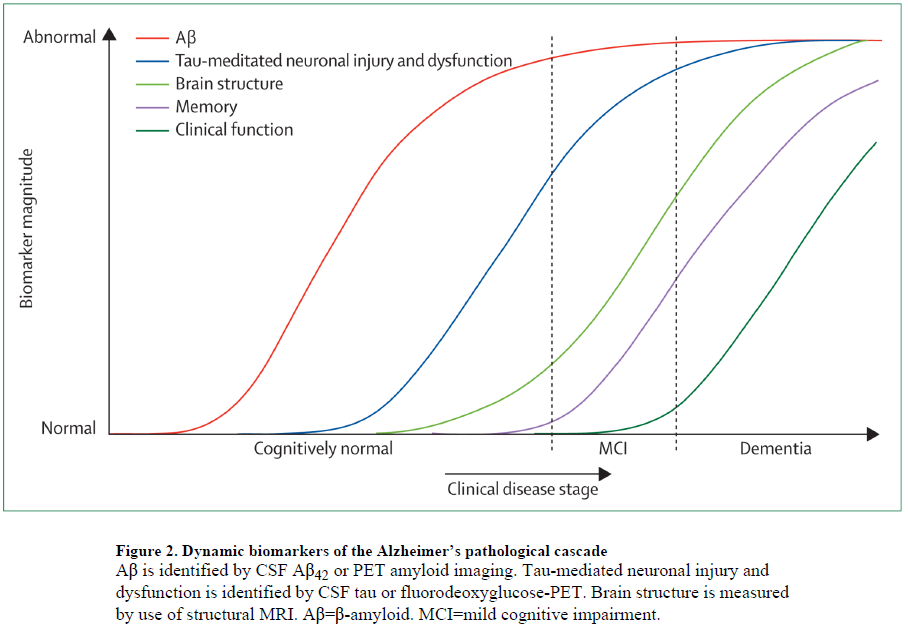 Abnormal
Aβ
Tau-meditated neuronal injury and dysfunction
Brain structure
Memory
Clinical function
Biomarker magnitude
Normal
Cognitively normal
MCI
Dementia
Clinical disease stage
Figure 2. Dynamic biomarkers of the Alzheimer's pathological cascade
Aβ is identified by CSF Aβ42 or PET amyloid imaging. Tau-mediated neuronal injury and
dysfunction is identified by CSF tau or fluorodeoxyglucose-PET. Brain structure is measured
by use of structural MRI. Aβ=β-amyloid. MCI=mild cognitive impairment.